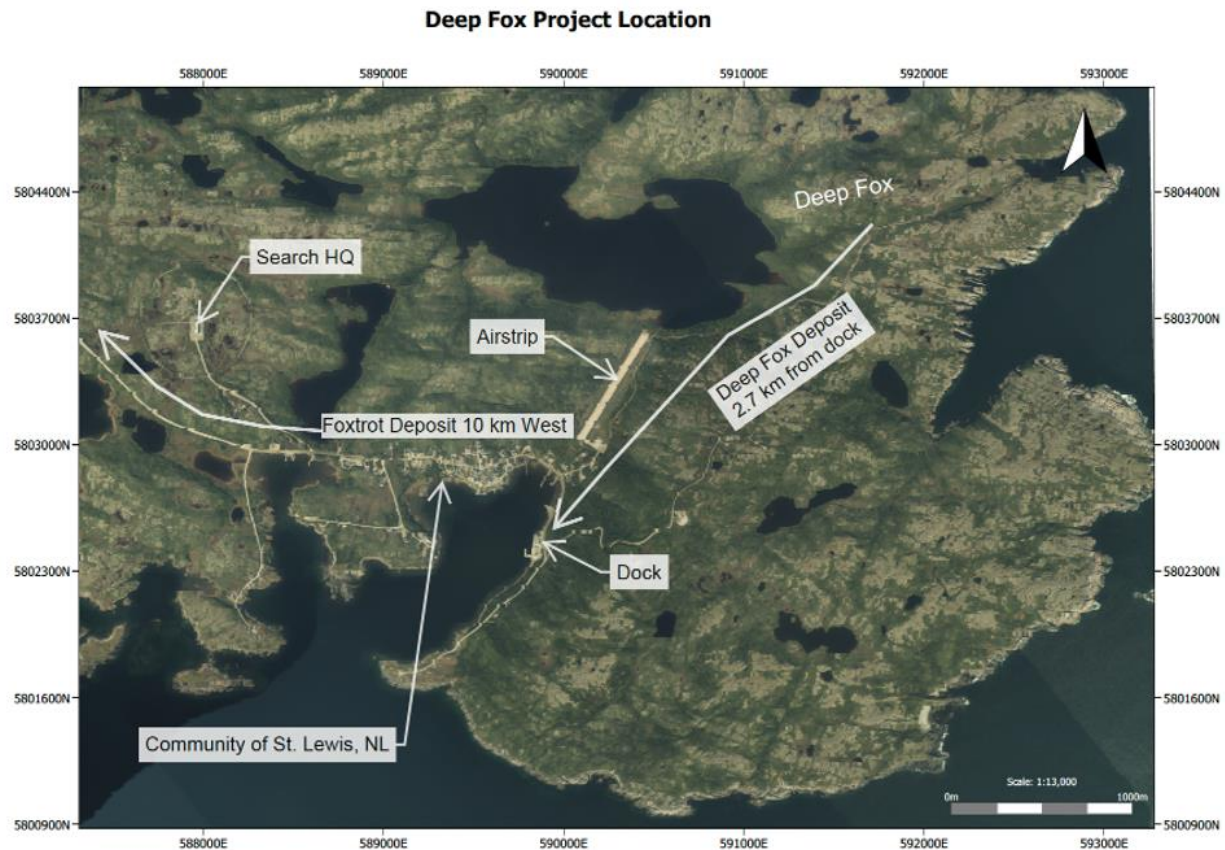 Deep Fox Project Location
588000E 589000E 590000E 591000E 592000E 593000E
5804400N 5804400N
Deep Fox
Search HQ
5803700N 5803700N
Airstrip
Deep Fox Deposit
2.7 km from dock
Foxtrot Deposit 10 km West
5803000N 5803000N
Dock
5802300N 5802300N
5801600N 5801600N
Community of St. Lewis, NL
Scale: 1:13,000
0m 1000m
5800900N 5800900N
588000E 589000E 590000E 591000E 592000E 593000E